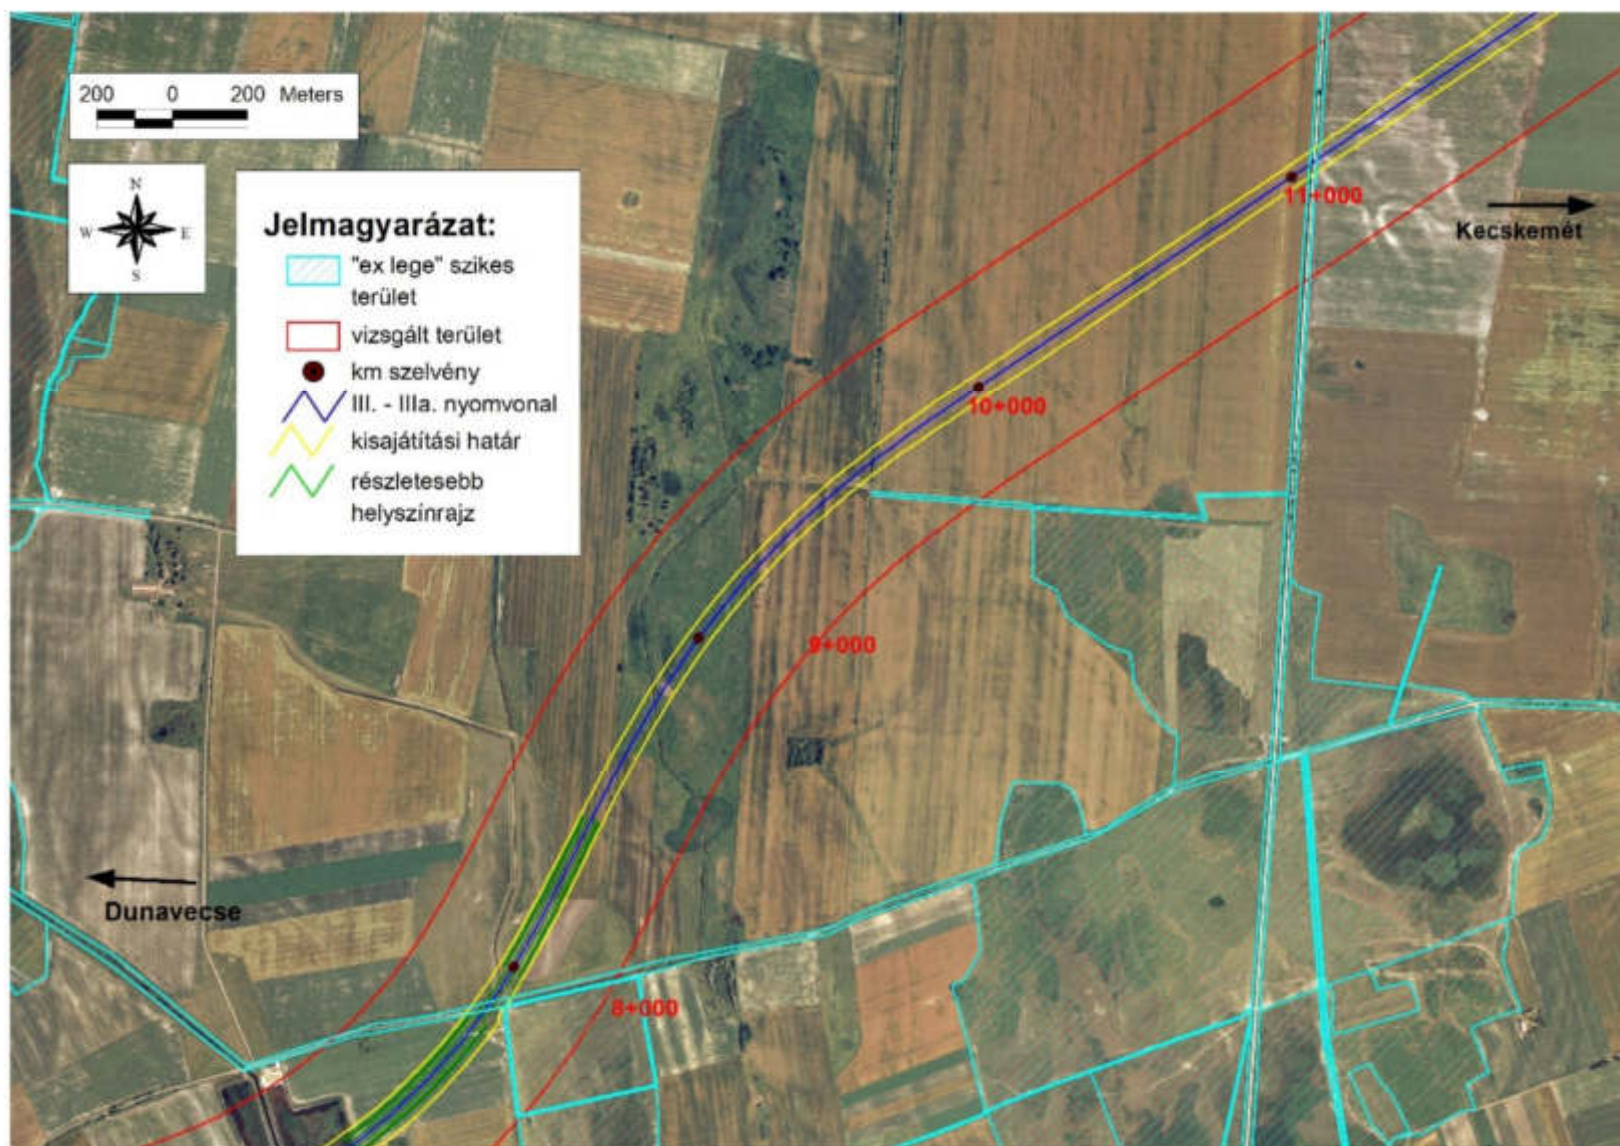 200 0 200 Meters
N
W E
S
Jelmagyarázat:
"ex lege" szikes
terület
vizsgált terület
km szelvény
III. - IIIa. nyomvonal
kisajátítási határ
részletesebb
helyszínrajz
11+000
Kecskemét
10+000
9+000
Dunavecse
8+000